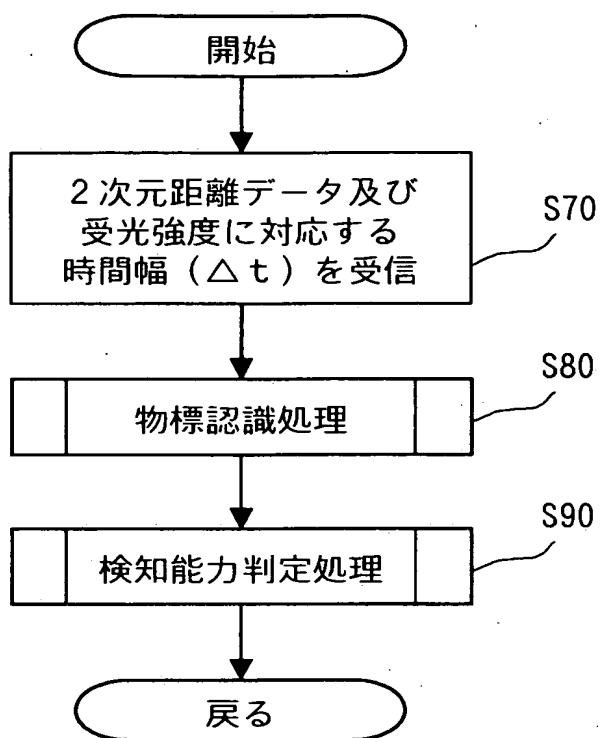 開始
２次元距離データ及び
受光強度に対応する
時間幅（△ｔ）を受信
S70
物標認識処理
S80
検知能力判定処理
S90
戻る